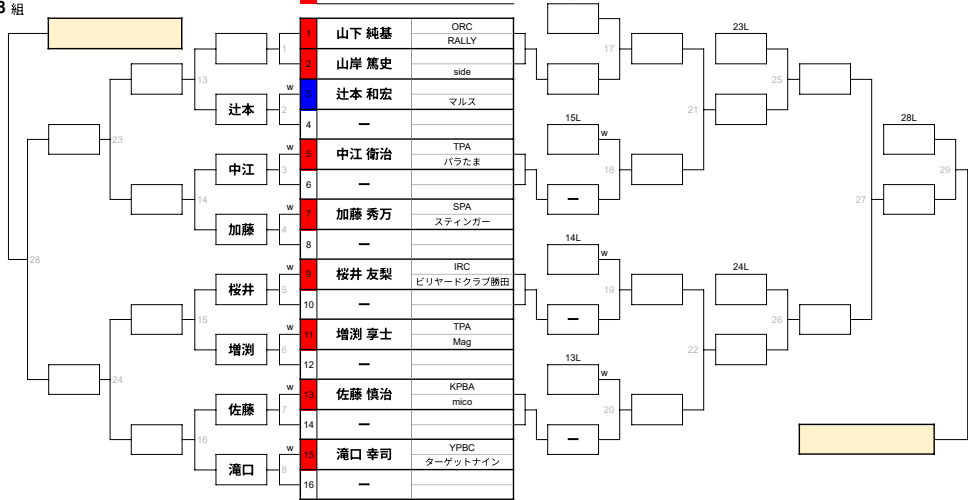 3 組
1 山下 純基 ORC RALLY
2 山岸 篤史 side
w 3 辻本 和宏 マルス
4 ー
w 5 中江 衛治 TPA パラたま
6 ー
w 7 加藤 秀万 SPA スティンガー
8 ー
w 9 桜井 友梨 IRC ビリヤードクラブ勝田
10 ー
w 11 増渕 享士 TPA Mag
12 ー
w 13 佐藤 慎治 KPBA mico
14 ー
w 15 滝口 幸司 YPBC ターゲットナイン
16 ー
1
辻本 2
中江 3
加藤 4
桜井 5
増渕 6
佐藤 7
滝口 8
13
14
15
16
23
24
28
17
15L w
18
ー
14L w
19
ー
13L w
20
ー
21
22
23L
25
24L
26
27
28L
29